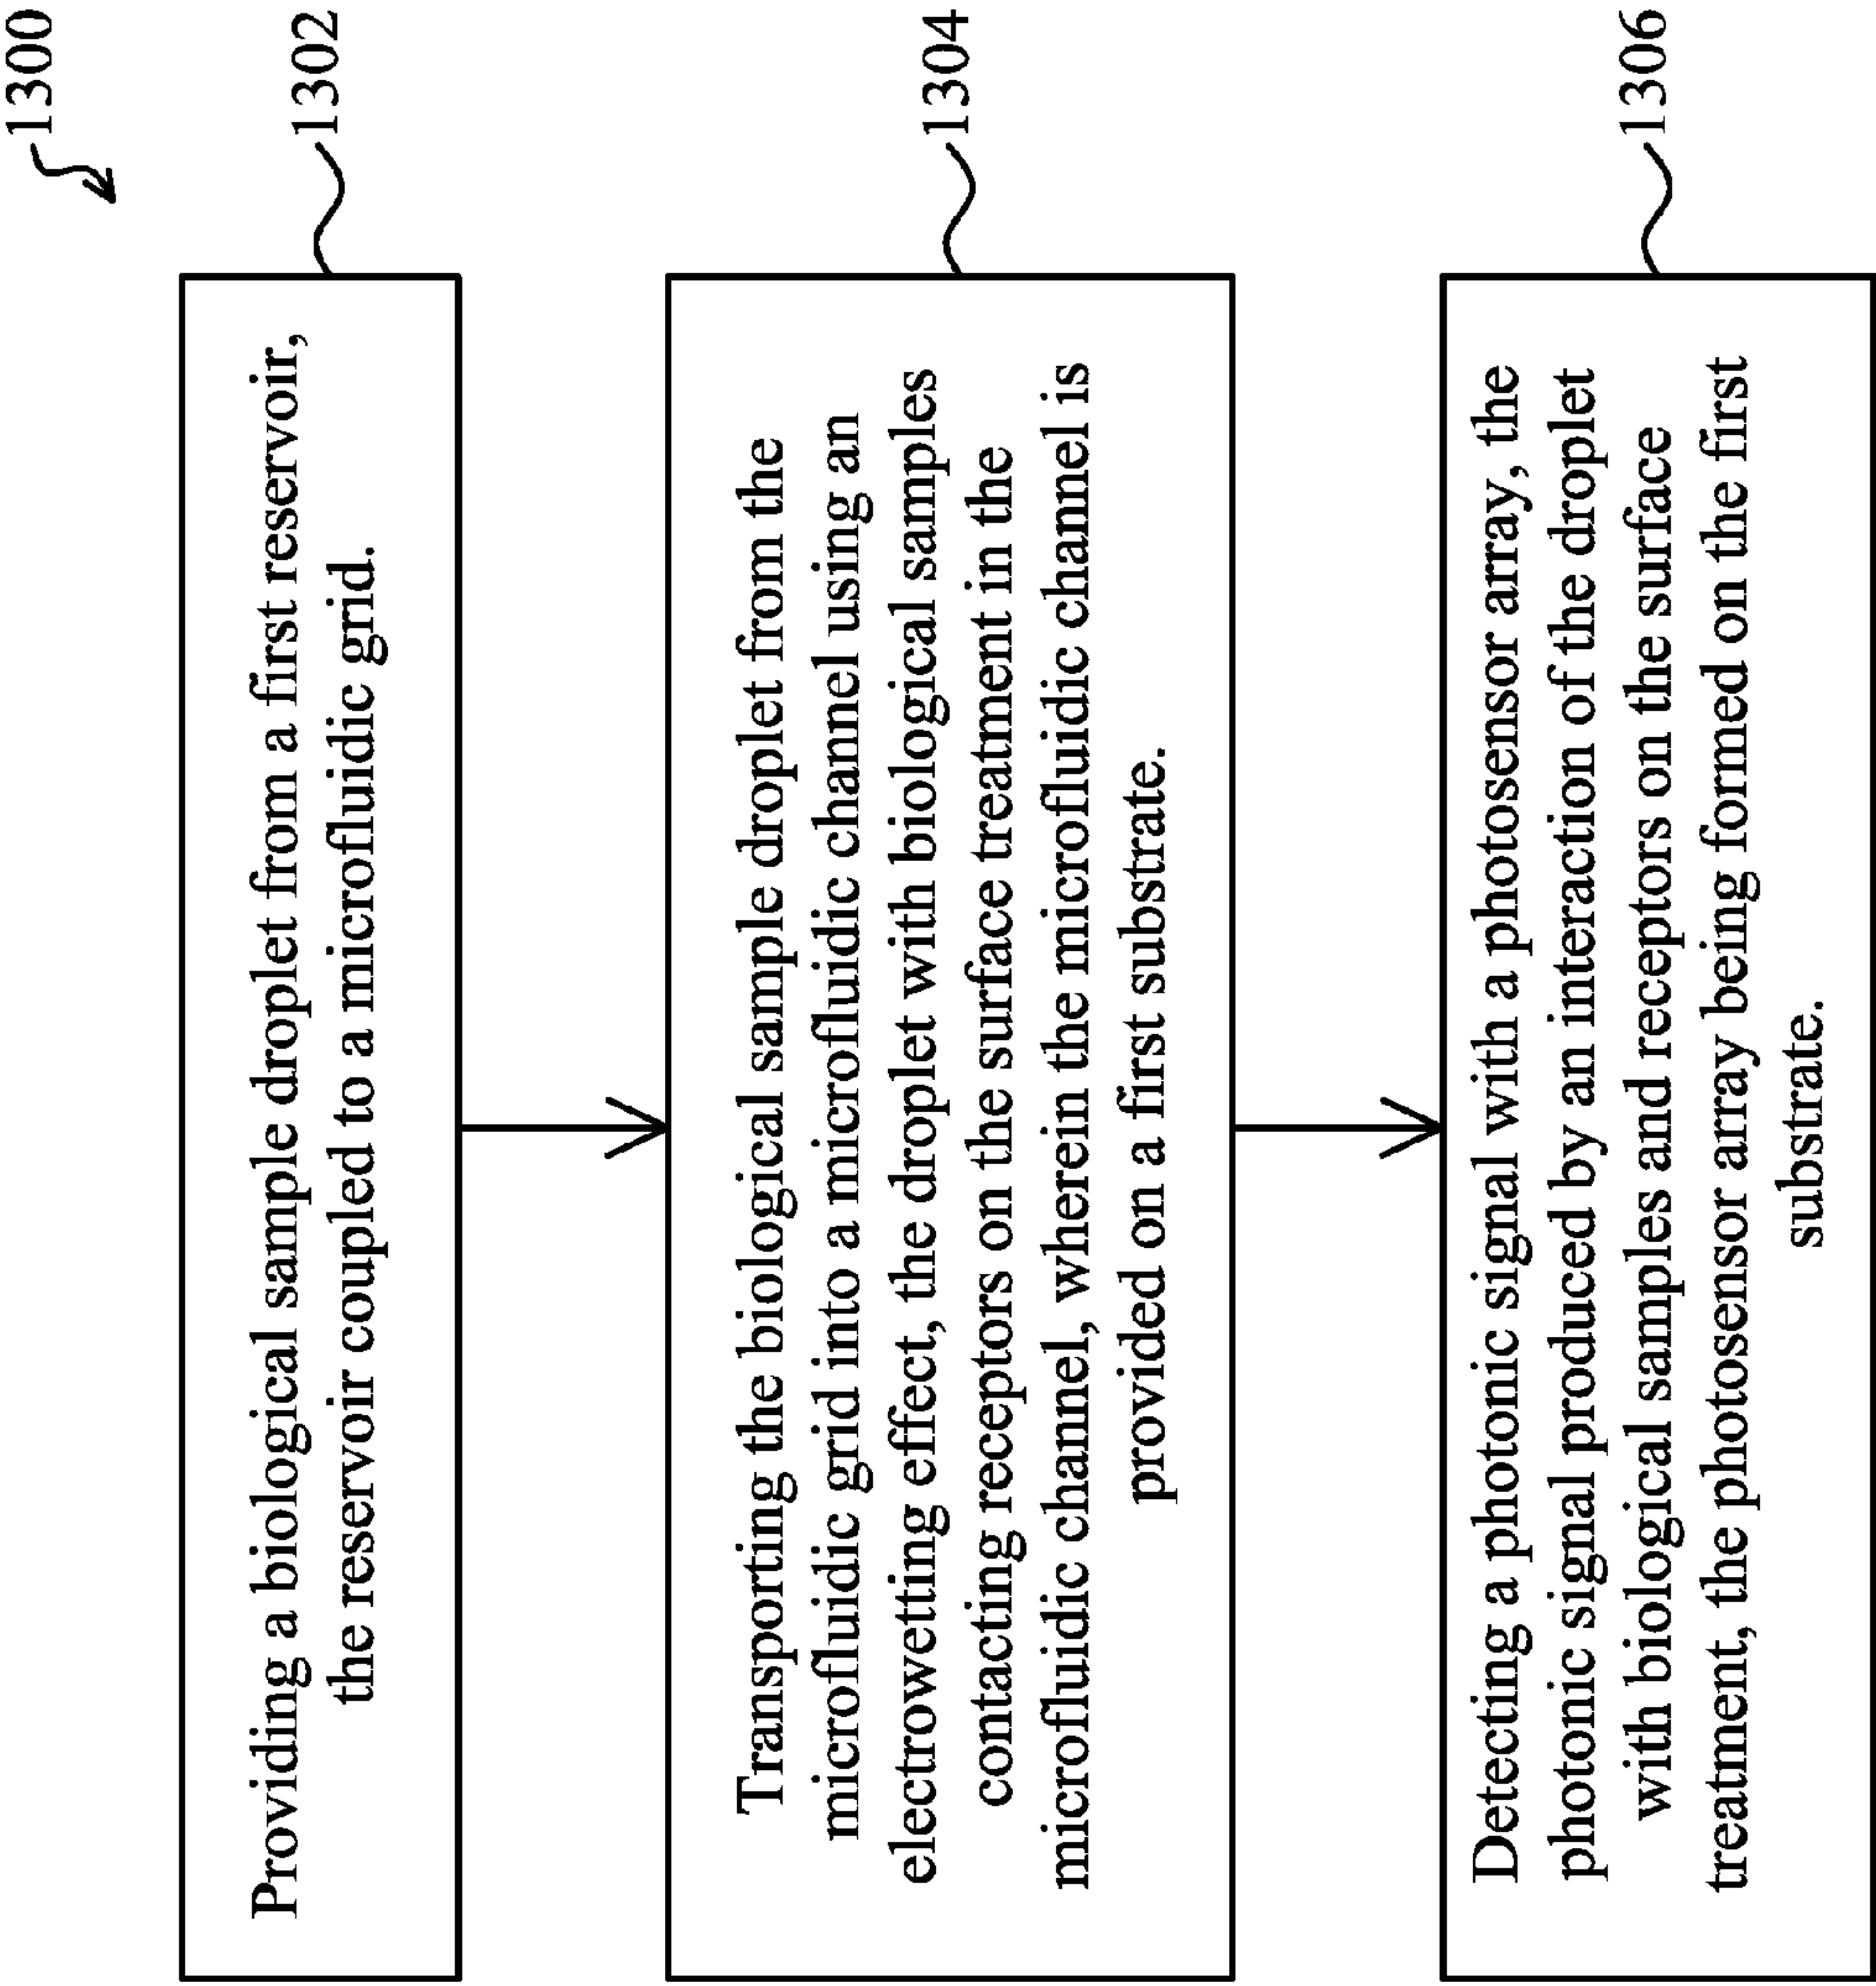 1300
Providing a biological sample droplet from a first reservoir,
the reservoir coupled to a microfluidic grid.
1302
Transporting the biological sample droplet from the
microfluidic grid into a microfluidic channel using an
electrowetting effect, the droplet with biological samples
contacting receptors on the surface treatment in the
microfluidic channel, wherein the microfluidic channel is
provided on a first substrate.
1304
Detecting a photonic signal with a photosensor array, the
photonic signal produced by an interaction of the droplet
with biological samples and receptors on the surface
treatment, the photosensor array being formed on the first
substrate.
1306